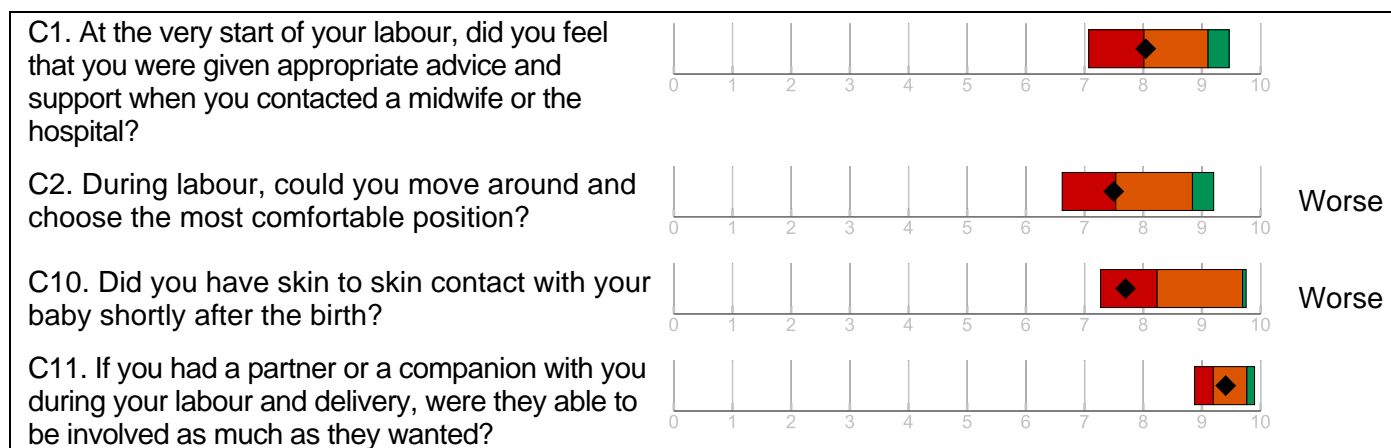 C1. At the very start of your labour, did you feel
that you were given appropriate advice and
support when you contacted a midwife or the
hospital?
0 1 2 3 4 5 6 7 8 9 10
C2. During labour, could you move around and
choose the most comfortable position?
Worse
0 1 2 3 4 5 6 7 8 9 10
C10. Did you have skin to skin contact with your
baby shortly after the birth?
Worse
0 1 2 3 4 5 6 7 8 9 10
C11. If you had a partner or a companion with you
during your labour and delivery, were they able to
be involved as much as they wanted?
0 1 2 3 4 5 6 7 8 9 10